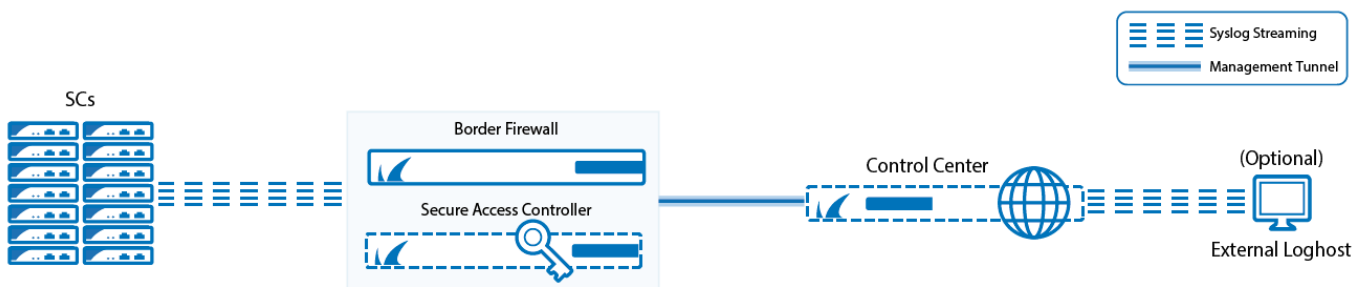 Syslog Streaming
Management Tunnel
SCs
Border Firewall
Secure Access Controller
Control Center
(Optional)
External Loghost